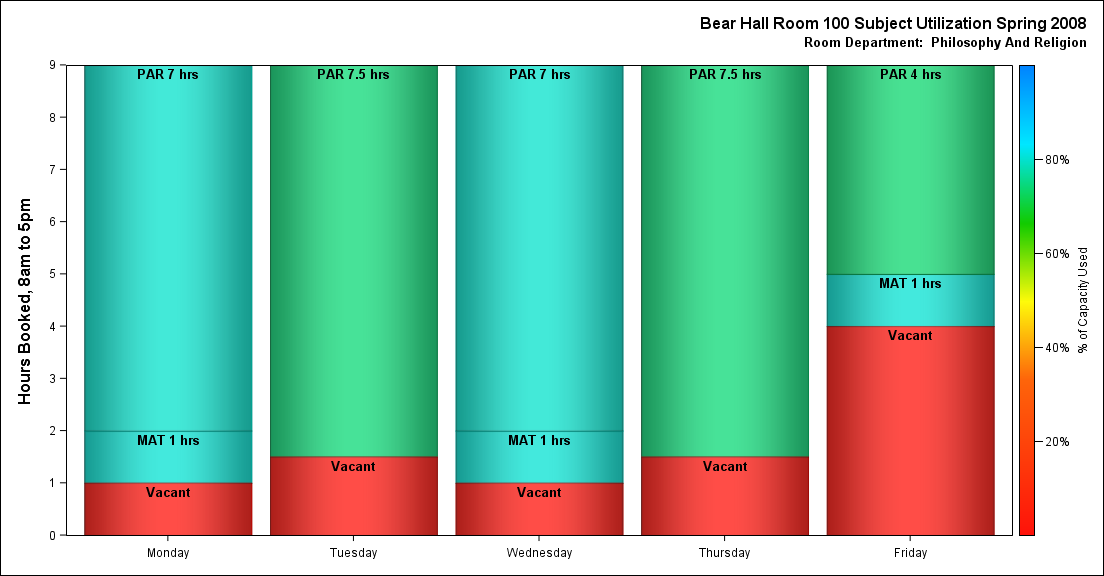 Bear Hall Room 100 Subject Utilization Spring 2008
Room Department:  Philosophy And Religion
Hours Booked, 8am to 5pm
9
8
7
6
5
4
3
2
1
0
PAR 7 hrs
MAT 1 hrs
Vacant
PAR 7.5 hrs
Vacant
PAR 7 hrs
MAT 1 hrs
Vacant
PAR 7.5 hrs
Vacant
PAR 4 hrs
MAT 1 hrs
Vacant
Monday
Tuesday
Wednesday
Thursday
Friday
80%
60%
40%
20%
% of Capacity Used